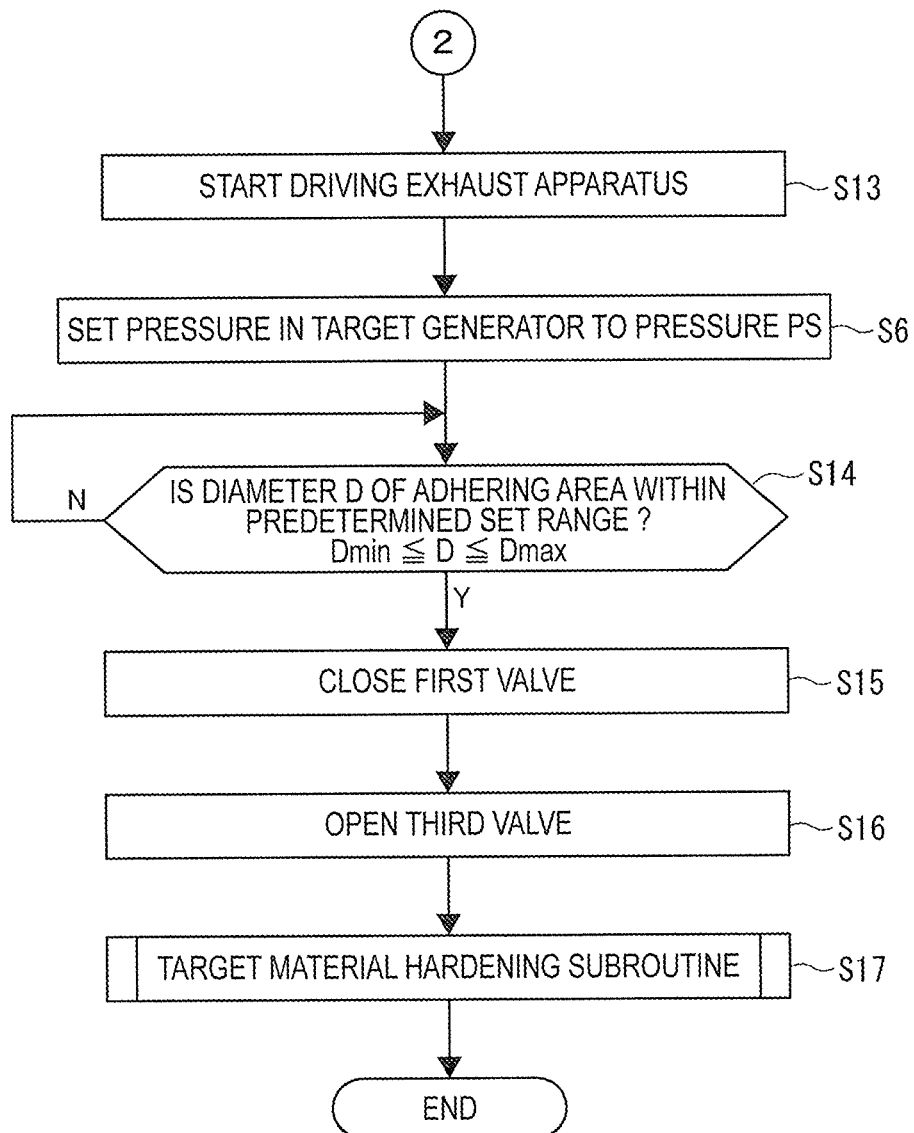 2
START DRIVING EXHAUST APPARATUS
S13
SET PRESSURE IN TARGET GENERATOR TO PRESSURE PS
S6
S14
N
IS DIAMETER D OF ADHERING AREA WITHIN
PREDETERMINED SET RANGE ?
Dmin ≦ D ≦ Dmax
Y
CLOSE FIRST VALVE
S15
OPEN THIRD VALVE
S16
TARGET MATERIAL HARDENING SUBROUTINE
S17
END